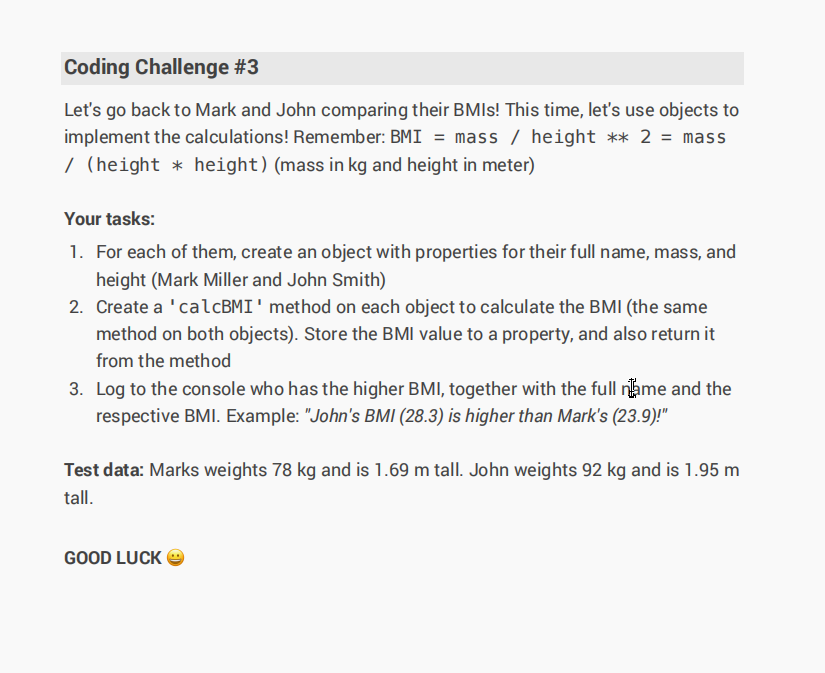 Coding Challenge #3
Let's go back to Mark and John comparing their BMIs! This time, let's use objects to
implement the calculations! Remember: BMI = mass / height ** 2 = mass
/ (height * height) (mass in kg and height in meter)
Your tasks:
1. For each of them, create an object with properties for their full name, mass, and
height (Mark Miller and John Smith)
2. Create a 'calcBMI' method on each object to calculate the BMI (the same
method on both objects). Store the BMI value to a property, and also return it
from the method
3. Log to the console who has the higher BMI, together with the full name and the
respective BMI. Example: "John's BMI (28.3) is higher than Mark's (23.9)!"
Test data: Marks weights 78 kg and is 1.69 m tall. John weights 92 kg and is 1.95 m
tall.
GOOD LUCK 😀